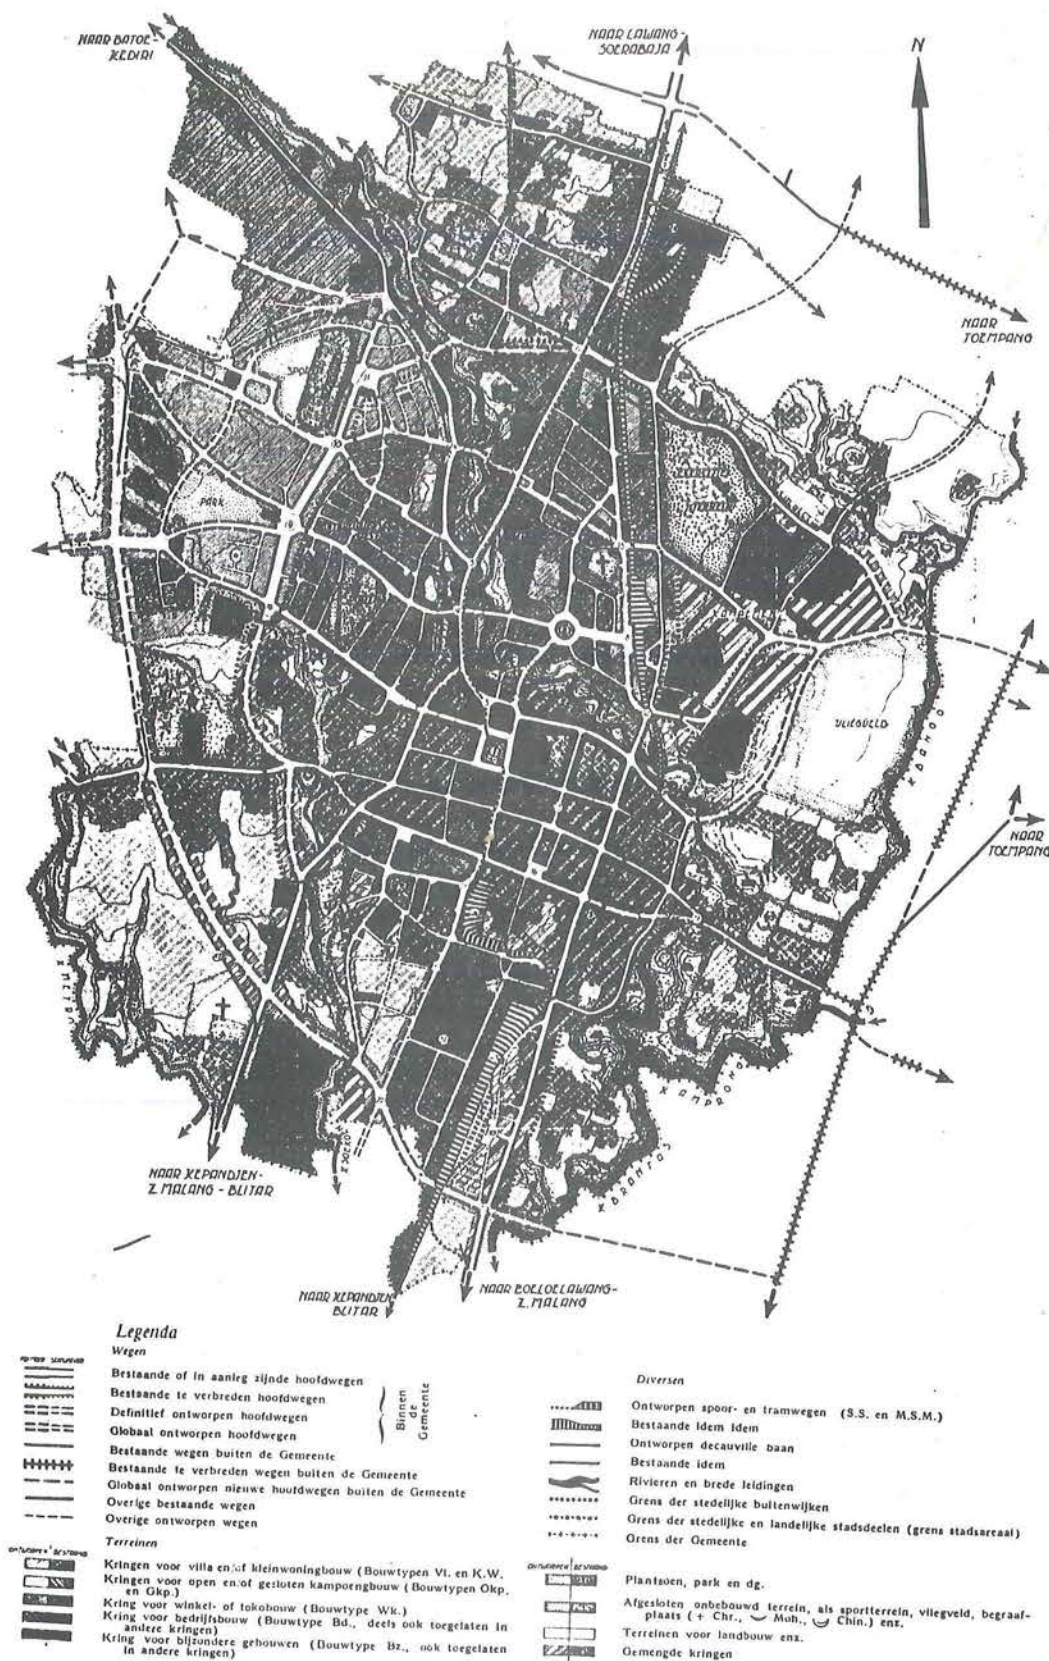 NAAR BATOE-
KEDIRI
NAAR LAWANG-
SOERABAJA
N
NAAR
TOEMPANG
PARK
VLIEGVELD
NAAR
TOEMPANG
K AMPRONG
K BRANTAS
NAAR KEPANDJEN-
Z. MALANG - BLITAR
NAAR KEPANDJEN
BLITAR
NAAR BOELOELAWANG-
Z. MALANG
Legenda
Wegen
Bestaande of in aanleg zijnde hoofdwegen
Bestaande te verbreden hoofdwegen
Definitief ontworpen hoofdwegen
Globaal ontworpen hoofdwegen
Binnen
de
Gemeente
Bestaande wegen buiten de Gemeente
Bestaande te verbreden wegen buiten de Gemeente
Globaal ontworpen nieuwe hoofdwegen buiten de Gemeente
Overige bestaande wegen
Overige ontworpen wegen
Terreinen
Kringen voor villa en/of kleinwoningbouw (Bouwtypen Vl. en K.W.
Kringen voor open en/of gesloten kampongbouw (Bouwtypen Okp.
en Gkp.)
Kring voor winkel- of tokobouw (Bouwtype Wk.)
Kring voor bedrijfsbouw (Bouwtype Bd., deels ook toegelaten in
andere kringen)
Kring voor bijzondere gebouwen (Bouwtype Bz., ook toegelaten
in andere kringen)
Diversen
Ontworpen spoor- en tramwegen (S.S. en M.S.M.)
Bestaande idem idem
Ontworpen decauville baan
Bestaande idem
Rivieren en brede leidingen
Grens der stedelijke buitenwijken
Grens der stedelijke en landelijke stadsdeelen (grens stadsareaal)
Grens der Gemeente
Plantsoen, park en dg.
Afgesloten onbebouwd terrein, als sportterrein, vliegveld, begraaf-
plaats (+ Chr., Moh., Chin.) enz.
Terreinen voor landbouw enz.
Gemengde kringen